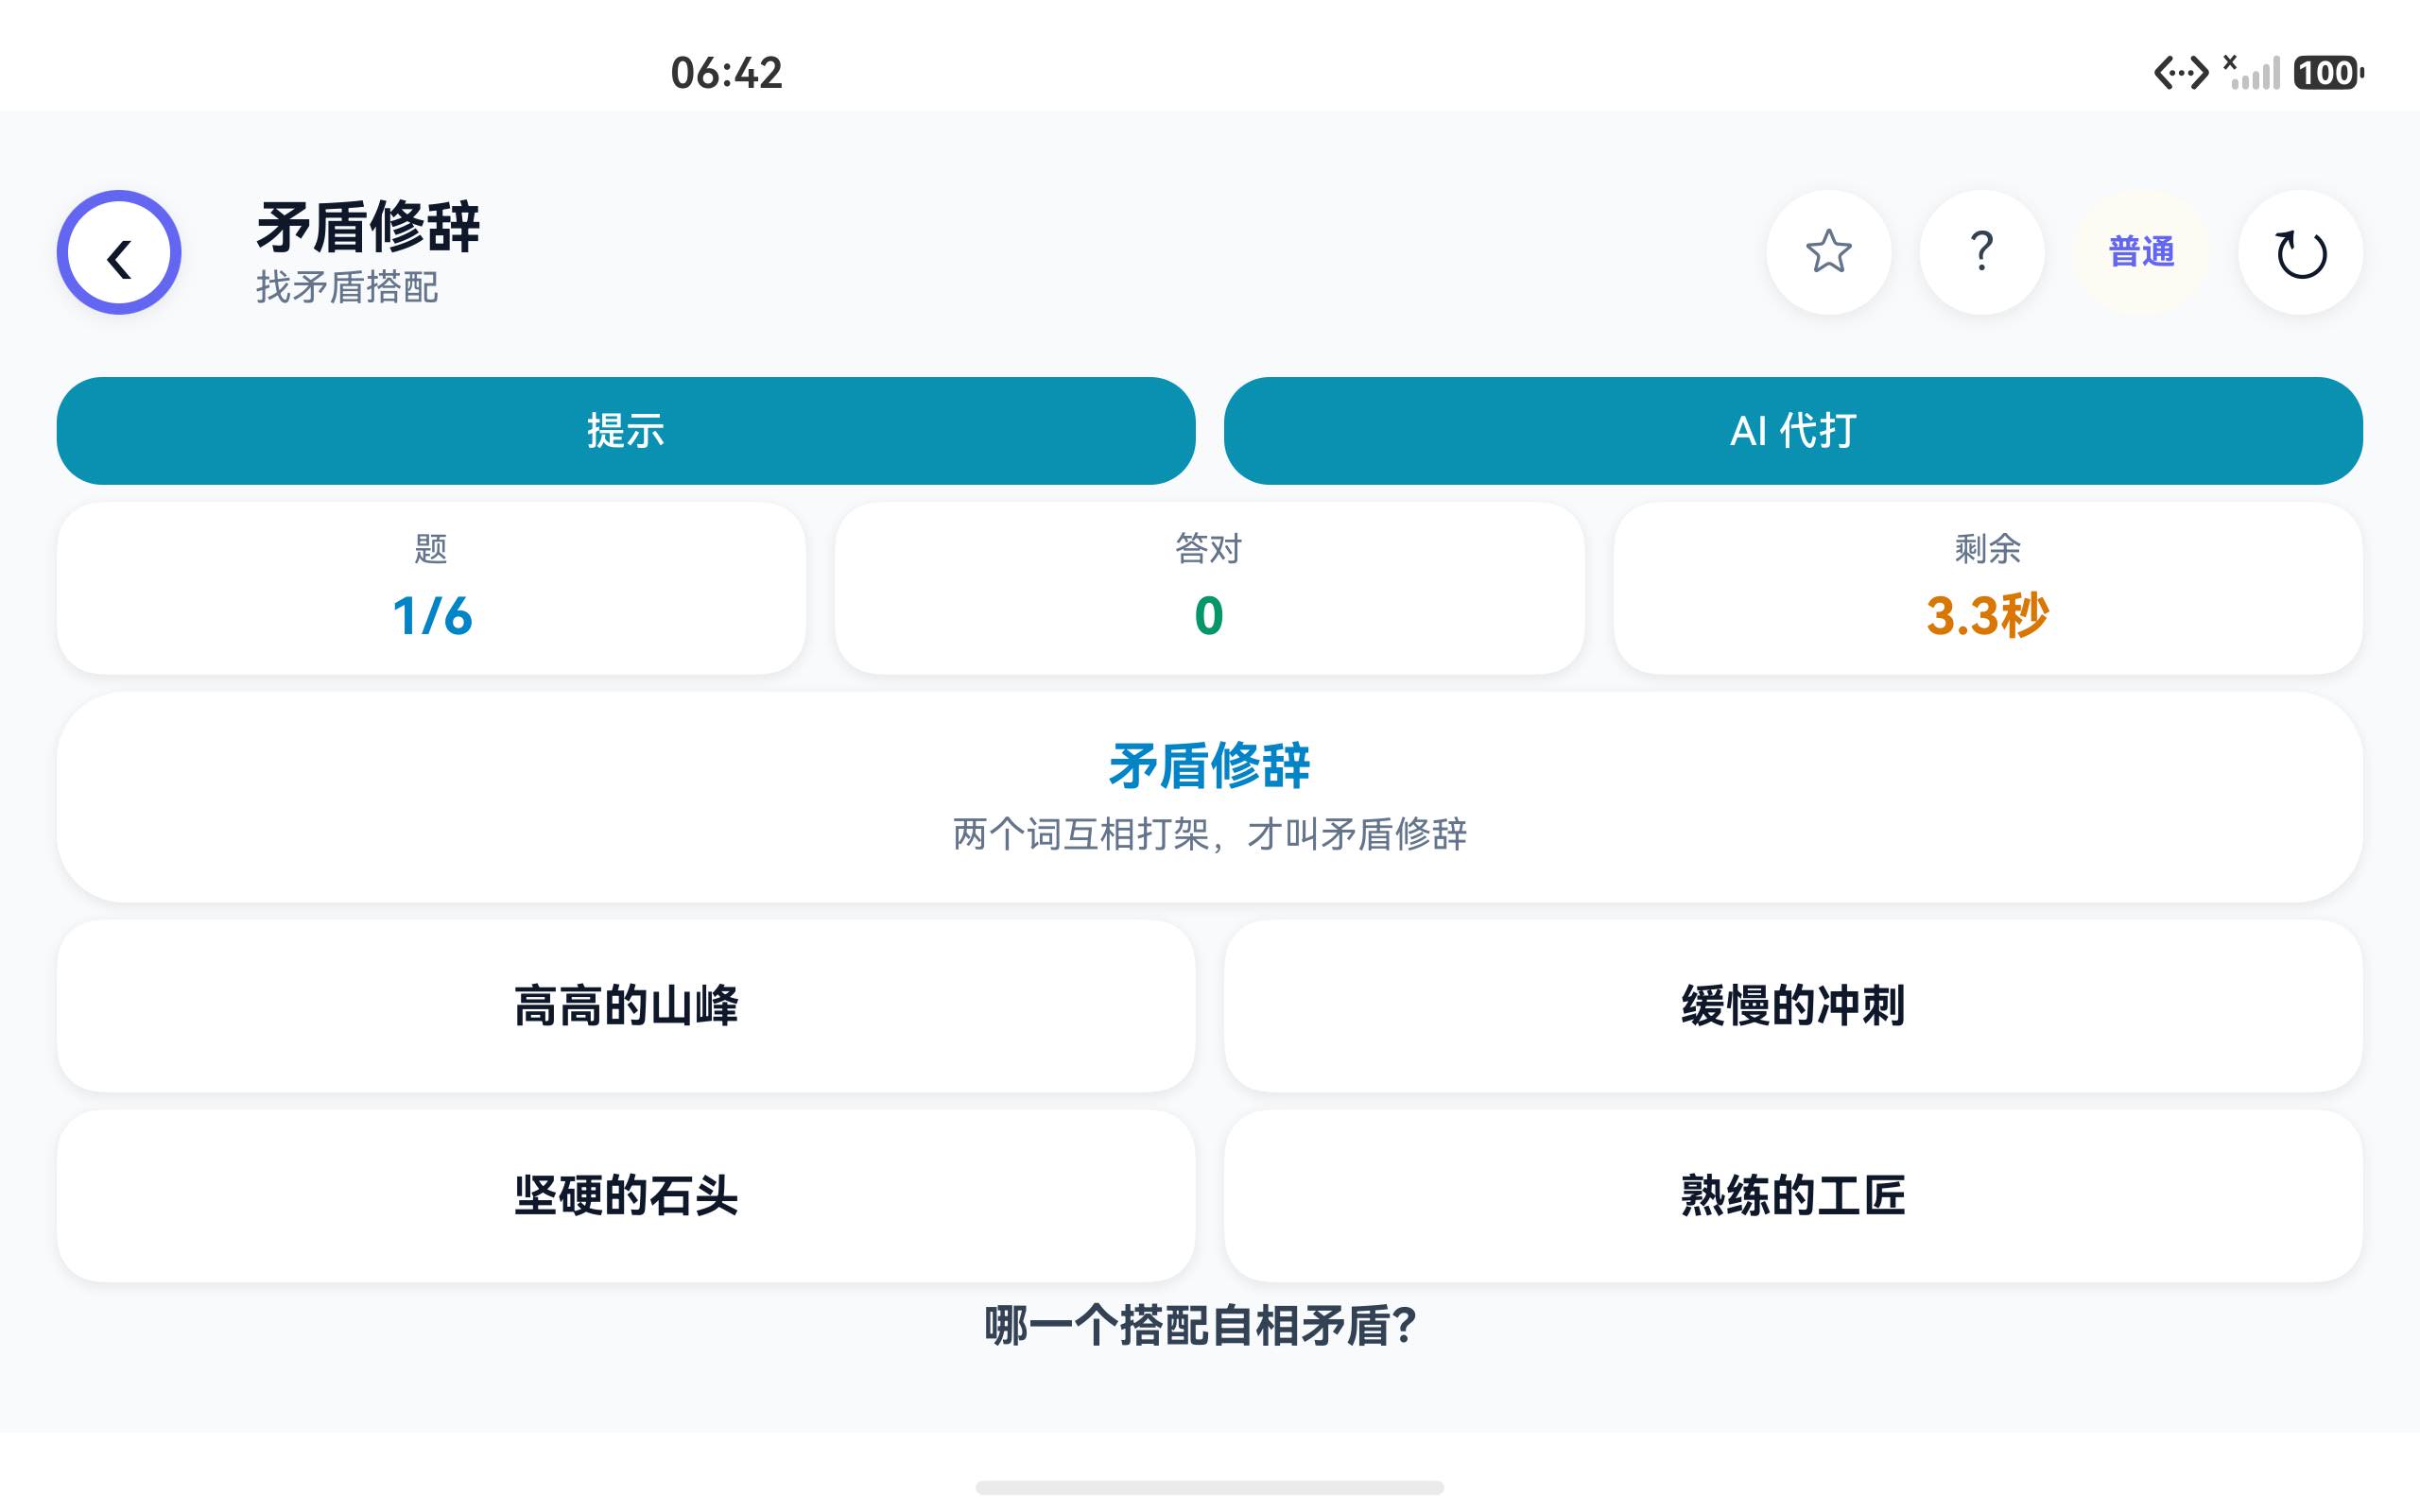 06:42
100
矛盾修辞
找矛盾搭配
?
普通
提示
AI 代打
题
1/6
答对
0
剩余
3.3秒
矛盾修辞
两个词互相打架，才叫矛盾修辞
高高的山峰
缓慢的冲刺
坚硬的石头
熟练的工匠
哪一个搭配自相矛盾？